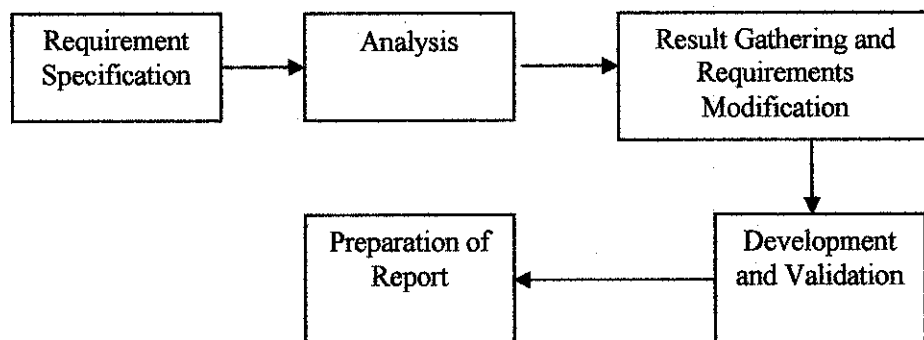 Requirement
Specification
Analysis
Result Gathering and
Requirements
Modification
Development
and Validation
Preparation of
Report